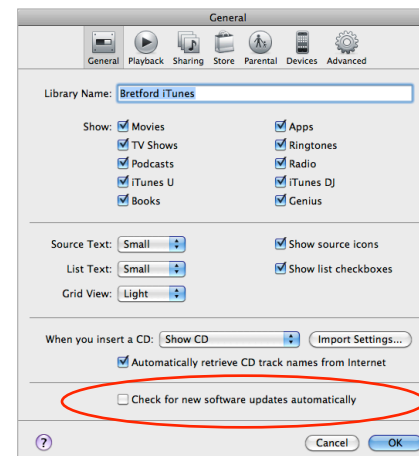 General
General Playback Sharing Store Parental Devices Advanced
Library Name: Bretford iTunes
Show: Movies Apps
TV Shows Ringtones
Podcasts Radio
iTunes U iTunes DJ
Books Genius
Source Text: Small Show source icons
List Text: Small Show list checkboxes
Grid View: Light
When you insert a CD: Show CD Import Settings...
Automatically retrieve CD track names from Internet
Check for new software updates automatically
? Cancel OK